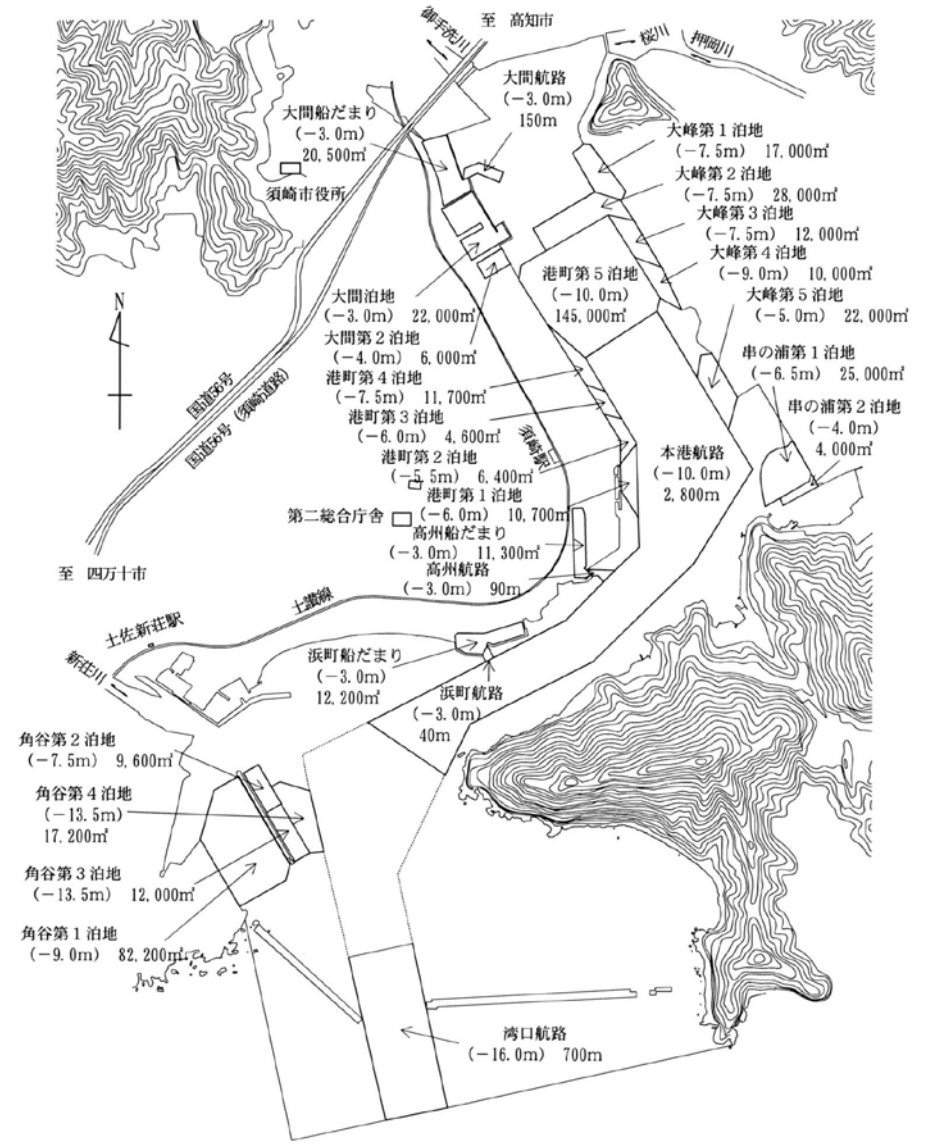 至 高知市
御手洗川
桜川
押岡川
大間航路
(−3.0m)
150m
大間船だまり
(−3.0m)
20,500㎡
須崎市役所
大峰第1泊地
(−7.5m) 17,000㎡
大峰第2泊地
(−7.5m) 28,000㎡
大峰第3泊地
(−7.5m) 12,000㎡
大峰第4泊地
(−9.0m) 10,000㎡
大峰第5泊地
(−5.0m) 22,000㎡
港町第5泊地
(−10.0m)
145,000㎡
N
大間泊地
(−3.0m) 22,000㎡
大間第2泊地
(−4.0m) 6,000㎡
港町第4泊地
(−7.5m) 11,700㎡
港町第3泊地
(−6.0m) 4,600㎡
港町第2泊地
(−5.5m) 6,400㎡
港町第1泊地
(−6.0m) 10,700㎡
国道56号
国道56号(須崎道路)
須崎駅
串の浦第1泊地
(−6.5m) 25,000㎡
串の浦第2泊地
(−4.0m)
4,000㎡
本港航路
(−10.0m)
2,800m
第二総合庁舎
高州船だまり
(−3.0m) 11,300㎡
高州航路
(−3.0m) 90m
至 四万十市
土讃線
土佐新荘駅
新荘川
浜町船だまり
(−3.0m)
12,200㎡
浜町航路
(−3.0m)
40m
角谷第2泊地
(−7.5m) 9,600㎡
角谷第4泊地
(−13.5m)
17,200㎡
角谷第3泊地
(−13.5m) 12,000㎡
角谷第1泊地
(−9.0m) 82,200㎡
湾口航路
(−16.0m) 700m